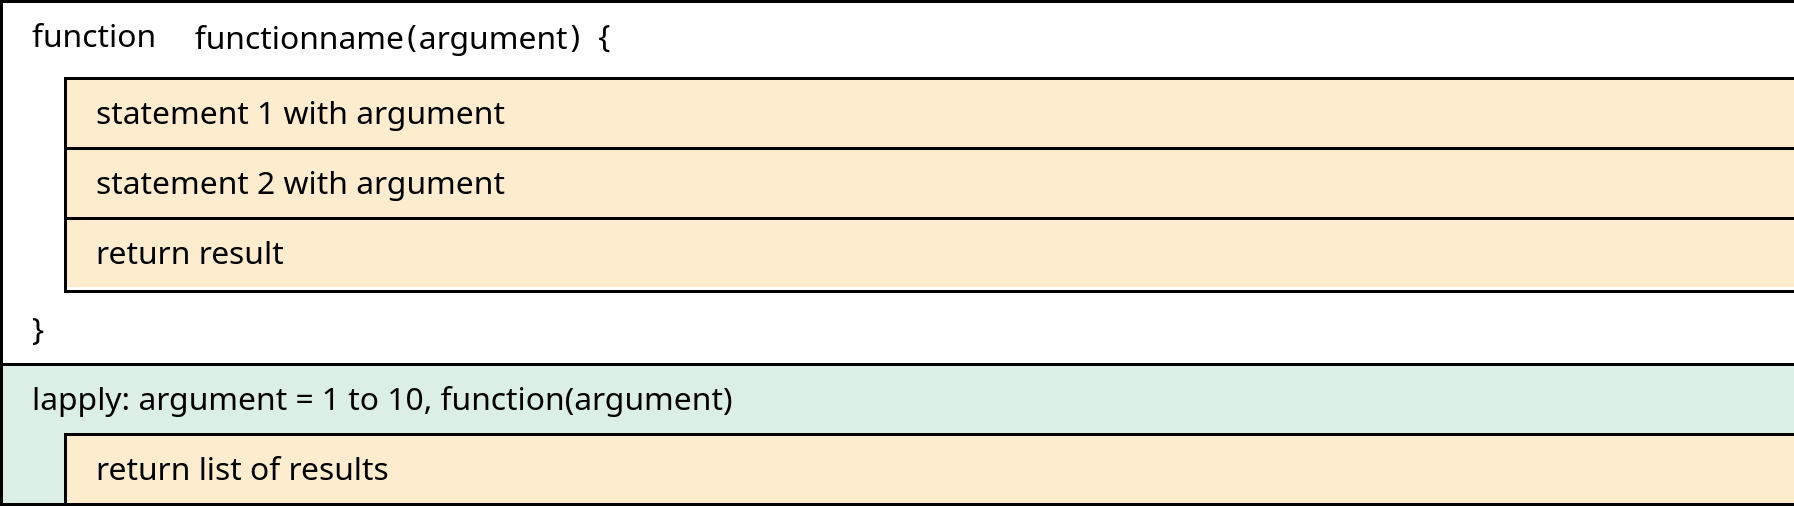 function functionname(argument) {
statement 1 with argument
statement 2 with argument
return result
}
lapply: argument = 1 to 10, function(argument)
return list of results